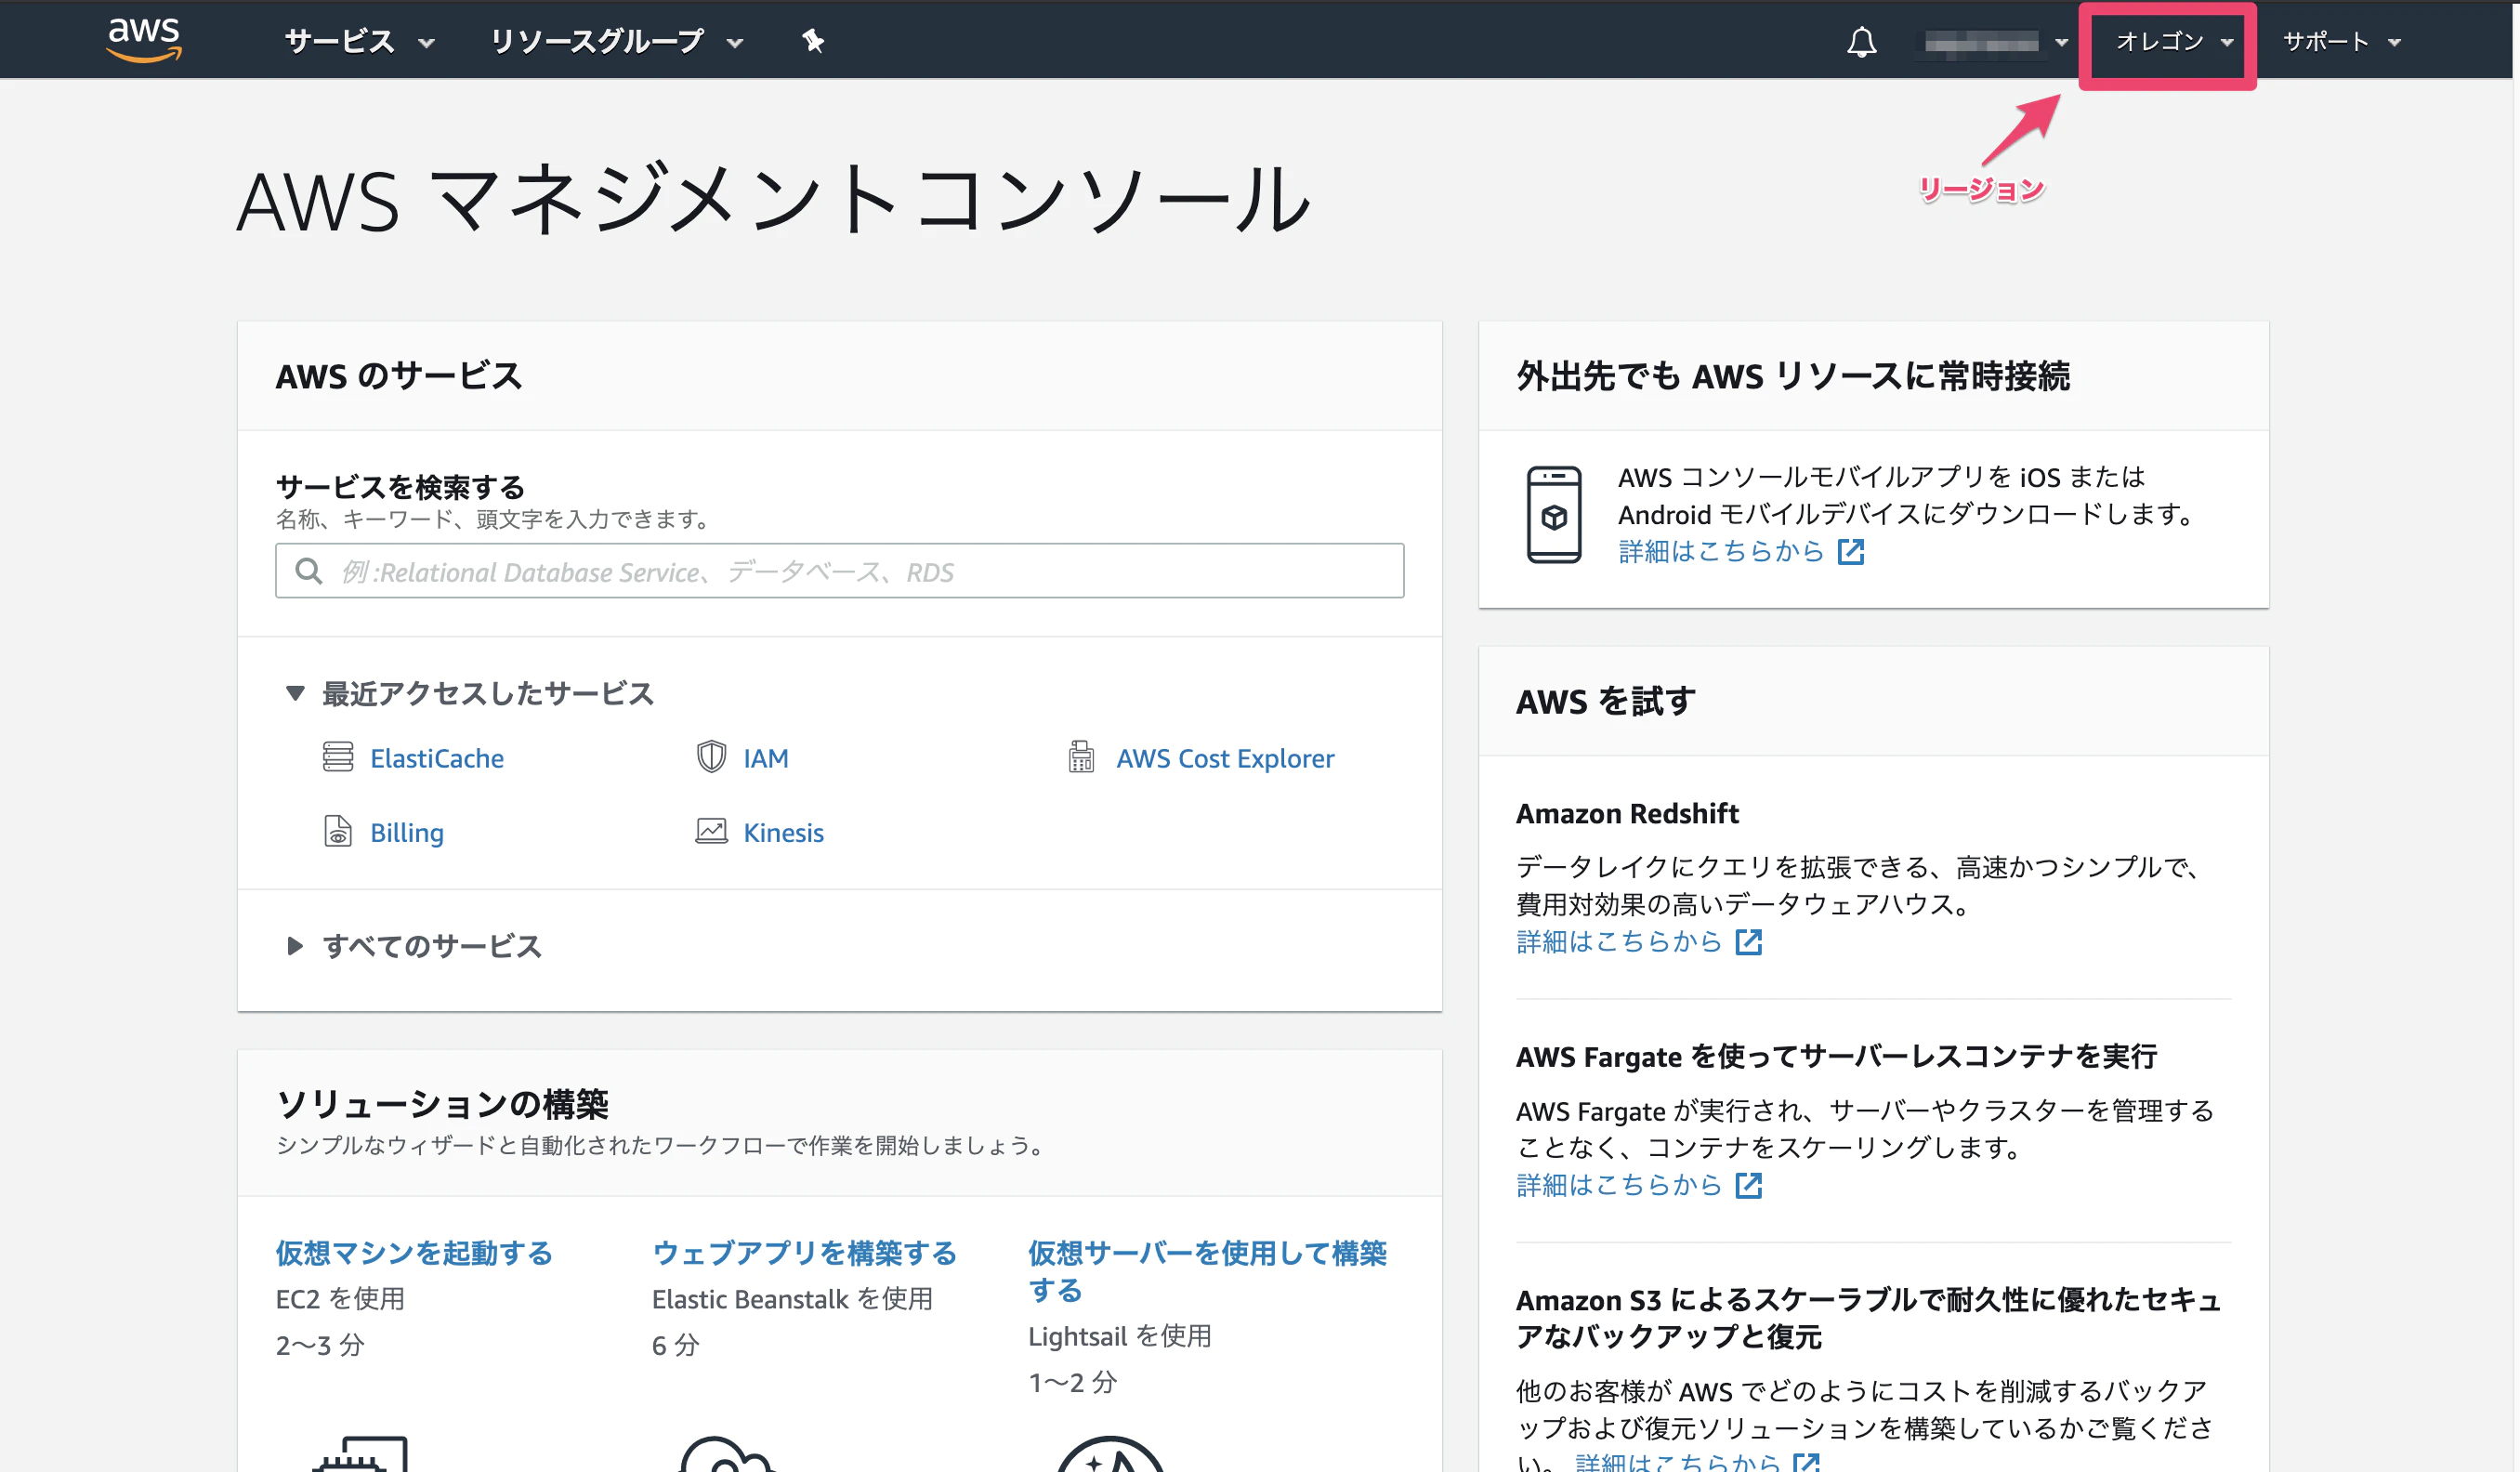 aws サービス リソースグループ オレゴン サポート
リージョン
AWS マネジメントコンソール
AWS のサービス
サービスを検索する
名称、キーワード、頭文字を入力できます。
例 :Relational Database Service、データベース、RDS
最近アクセスしたサービス
ElastiCache IAM AWS Cost Explorer
Billing Kinesis
すべてのサービス
ソリューションの構築
シンプルなウィザードと自動化されたワークフローで作業を開始しましょう。
仮想マシンを起動する
EC2 を使用
2〜3 分
ウェブアプリを構築する
Elastic Beanstalk を使用
6 分
仮想サーバーを使用して構築
する
Lightsail を使用
1〜2 分
外出先でも AWS リソースに常時接続
AWS コンソールモバイルアプリを iOS または
Android モバイルデバイスにダウンロードします。
詳細はこちらから
AWS を試す
Amazon Redshift
データレイクにクエリを拡張できる、高速かつシンプルで、
費用対効果の高いデータウェアハウス。
詳細はこちらから
AWS Fargate を使ってサーバーレスコンテナを実行
AWS Fargate が実行され、サーバーやクラスターを管理する
ことなく、コンテナをスケーリングします。
詳細はこちらから
Amazon S3 によるスケーラブルで耐久性に優れたセキュ
アなバックアップと復元
他のお客様が AWS でどのようにコストを削減するバックア
ップおよび復元ソリューションを構築しているかご覧くださ
い。 詳細はこちらから